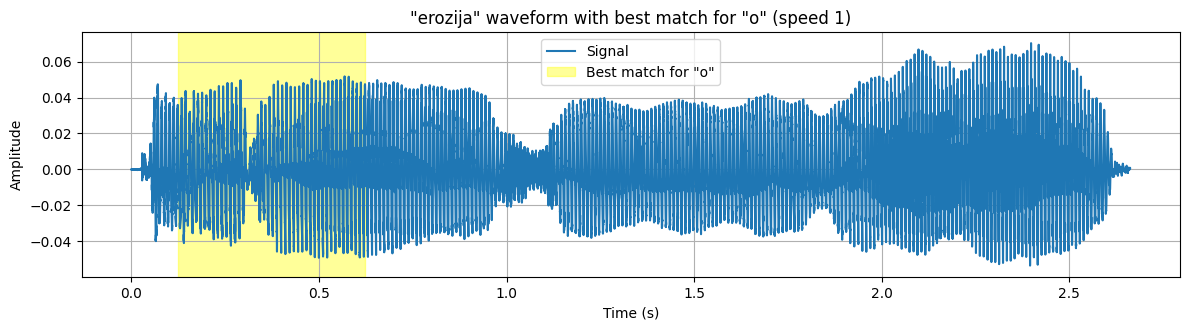 "erozija" waveform with best match for "o" (speed 1)
Signal
Best match for "o"
Amplitude
0.06
0.04
0.02
0.00
−0.02
−0.04
0.0 0.5 1.0 1.5 2.0 2.5
Time (s)